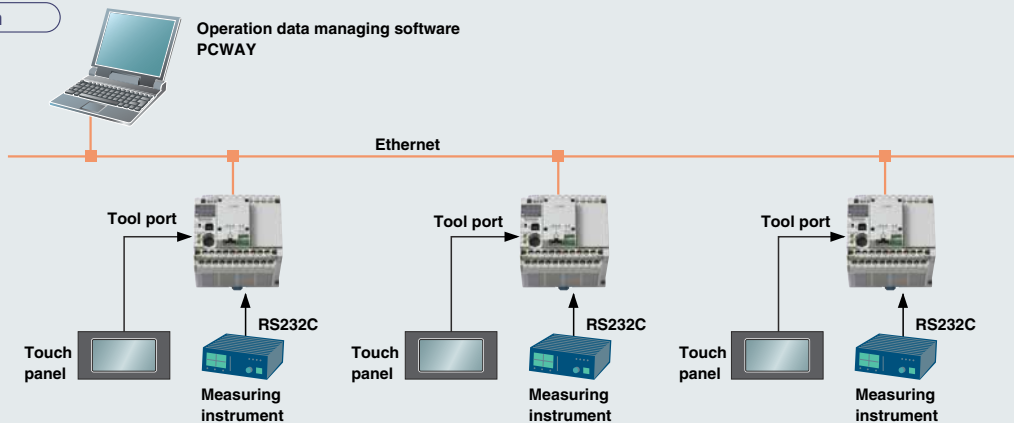 Operation data managing software
PCWAY
Ethernet
Tool port
Tool port
Tool port
RS232C
RS232C
RS232C
Touch
panel
Touch
panel
Touch
panel
Measuring
instrument
Measuring
instrument
Measuring
instrument